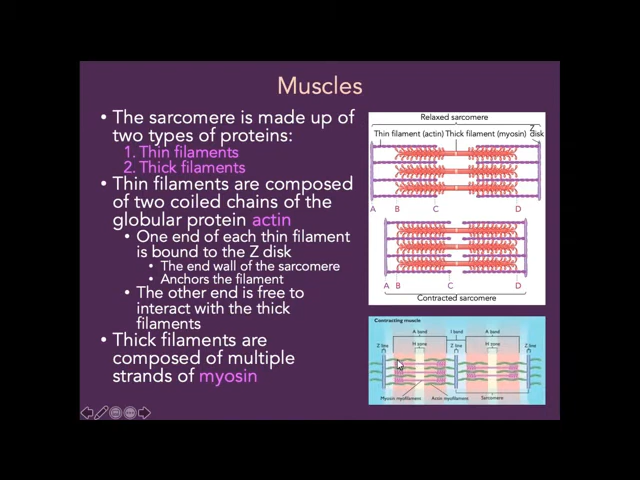 Muscles
• The sarcomere is made up of
two types of proteins:
1. Thin filaments
2. Thick filaments
• Thin filaments are composed
of two coiled chains of the
globular protein actin
• One end of each thin filament
is bound to the Z disk
• The end wall of the sarcomere
• Anchors the filament
• The other end is free to
interact with the thick
filaments
• Thick filaments are
composed of multiple
strands of myosin
Relaxed sarcomere
Thin filament (actin) Thick filament (myosin) Z disk
A B C D
A B C D
Contracted sarcomere
Contracting muscle
A band I band A band
Z line H zone Z line H zone Z line
Myosin myofilament Actin myofilament Sarcomere